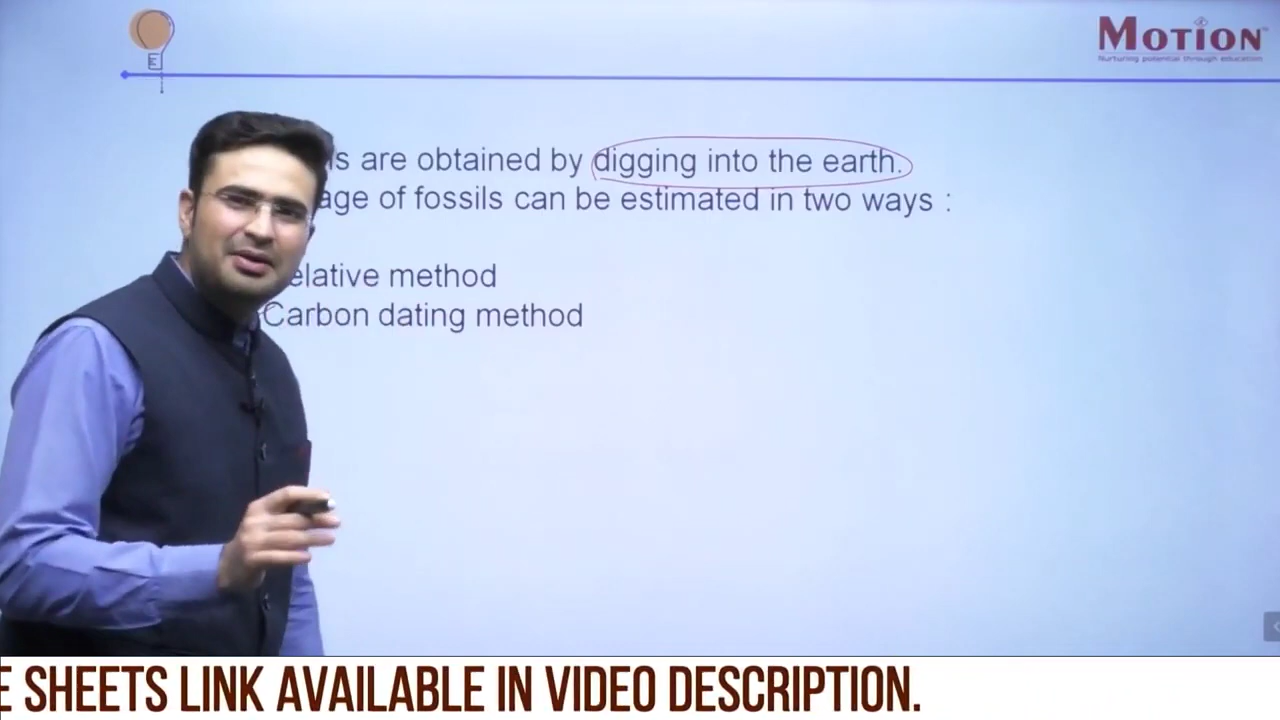 MOTION
Nurturing potential through education
are obtained by digging into the earth.
age of fossils can be estimated in two ways :
elative method
Carbon dating method
E SHEETS LINK AVAILABLE IN VIDEO DESCRIPTION.